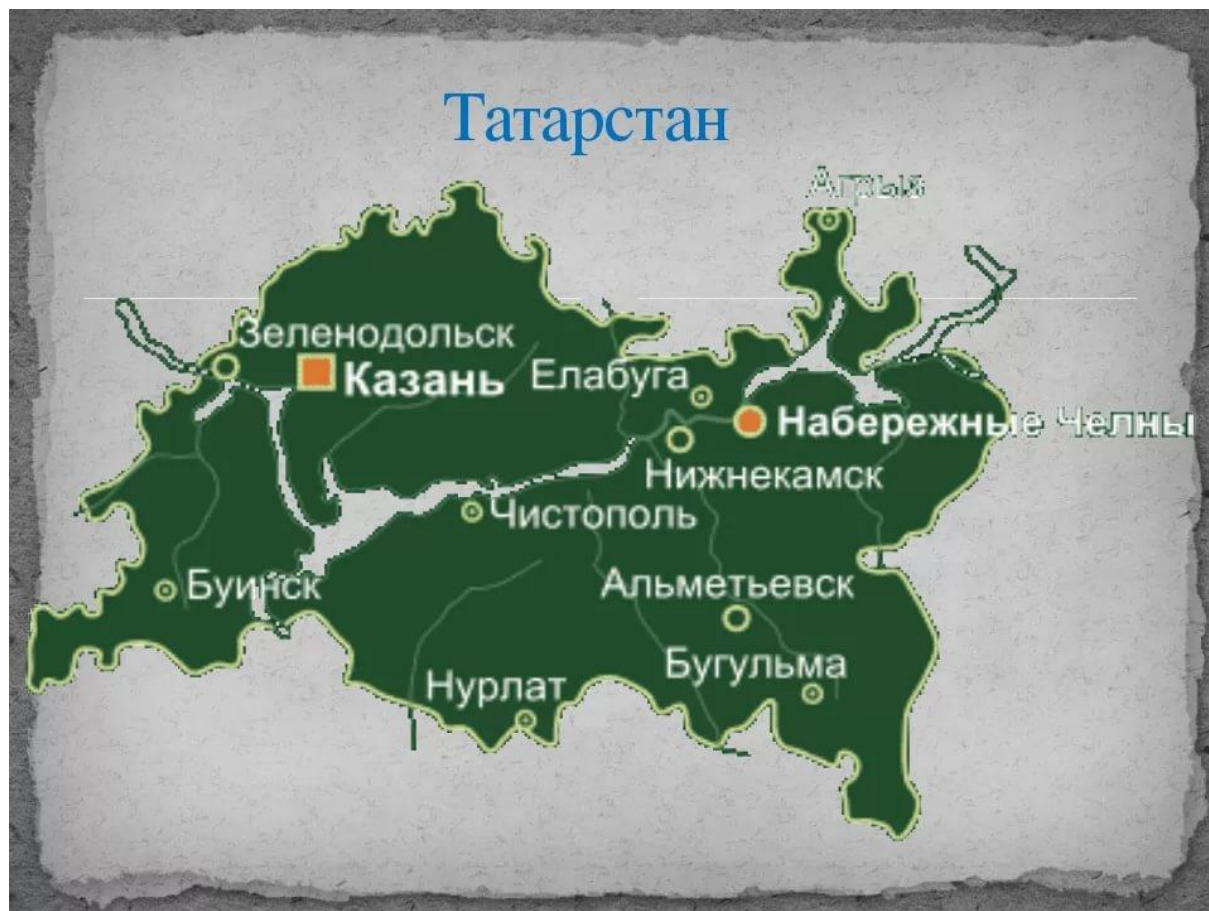 Татарстан
Агрыз
Зеленодольск
Казань
Елабуга
Набережные Челны
Нижнекамск
Чистополь
Буинск
Альметьевск
Бугульма
Нурлат